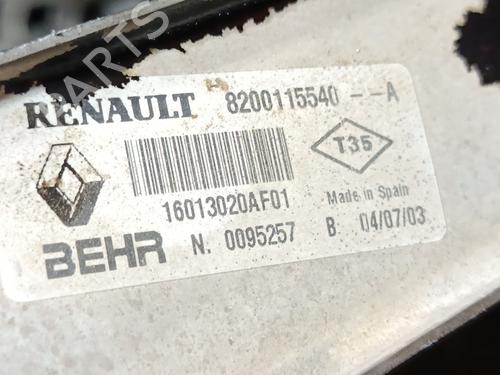 RENAULT 8200115540--A
T35
16013020AF01
Made in Spain
BEHR N. 0095257 B 04/07/03
B-PARTS